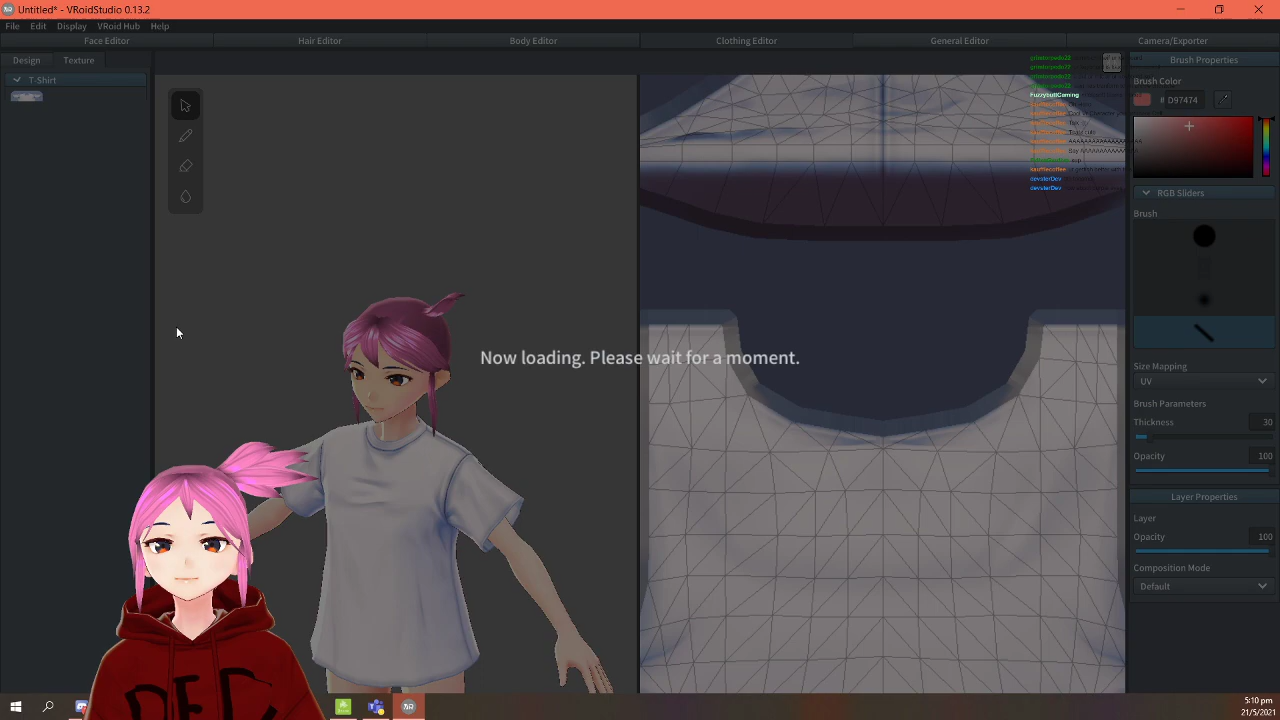 Untitled* - VRoidStudio 0.13.2
File Edit Display VRoid Hub Help
Face Editor Hair Editor Body Editor Clothing Editor General Editor Camera/Exporter
Design Texture
T-Shirt
Brush Properties
Brush Color
# D97474
FuzzybuttGaming
devsterDev
devsterDev
RGB Sliders
Brush
Now loading. Please wait for a moment.
Size Mapping
UV
Brush Parameters
Thickness 30
Opacity 100
Layer Properties
Layer
Opacity 100
Composition Mode
Default
DEC
5:10 pm
21/5/2021